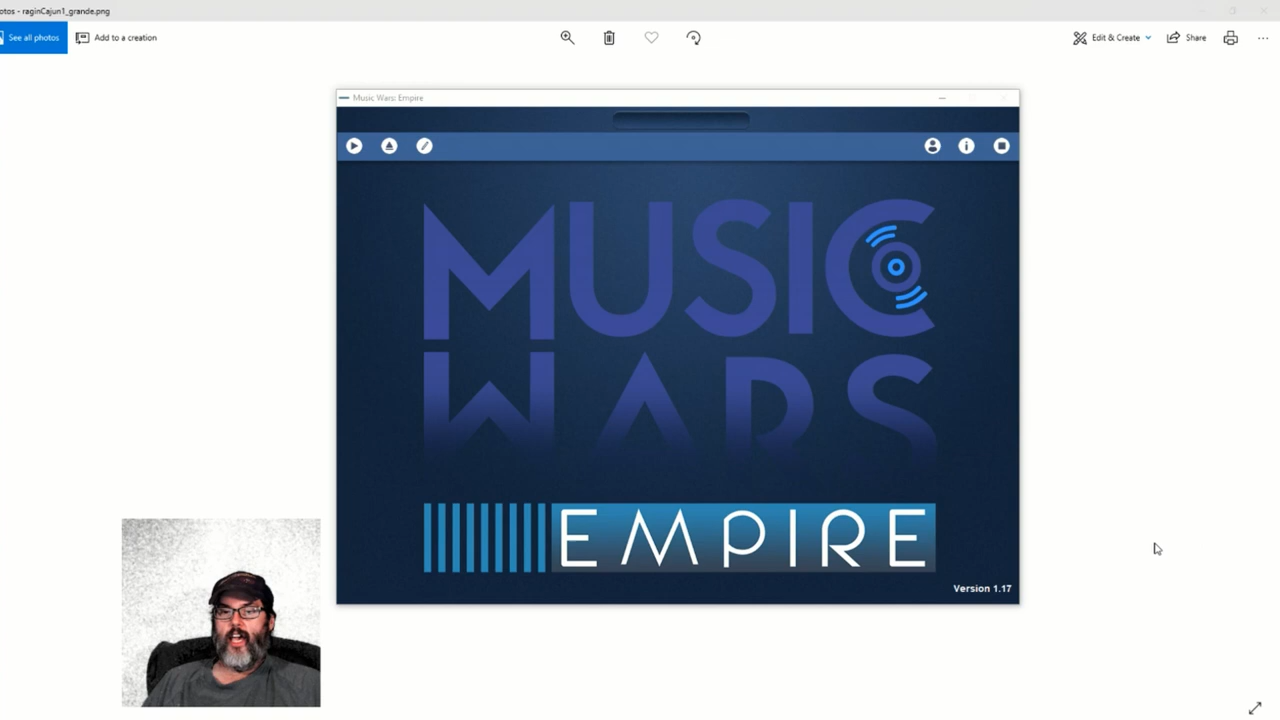 otos - raginCajun1_grande.png
See all photos
Add to a creation
Edit & Create
Share
Music Wars: Empire
MUSIC
WARS
EMPIRE
Version 1.17